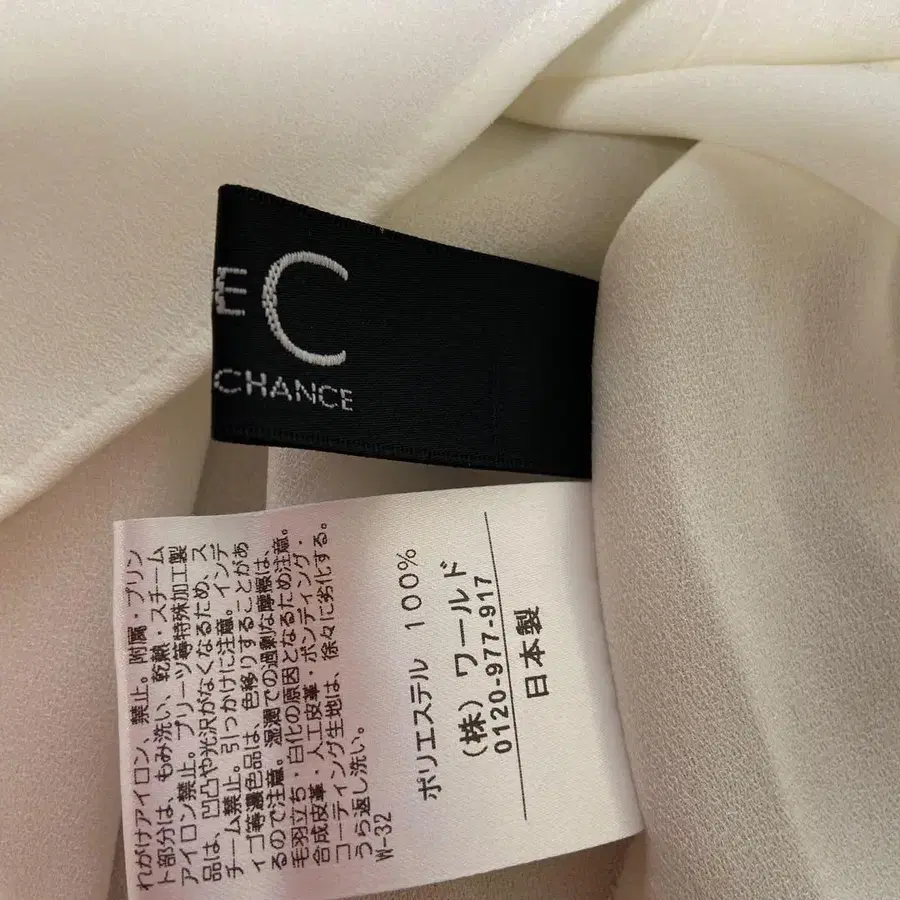 E C
CHANCE
れがけアイロン、禁止。附属・プリン
ト部分は、もみ洗い、乾熱・スチーム
アイロン禁止。プリーツ等特殊加工製
品は、凹凸や光沢がなくなるため、ス
チーム禁止。引っかけに注意。インデ
ィゴ等濃色品は、色移りすることがあ
るので注意。湿潤での過剰な摩擦は、
毛羽立ち・白化の原因となるため注意。
合成皮革・人工皮革・ボンディング・
コーティング生地は、徐々に劣化する。
うら返し洗い。
W-32
ポリエステル 100%
(株) ワールド
0120-977-917
日本製